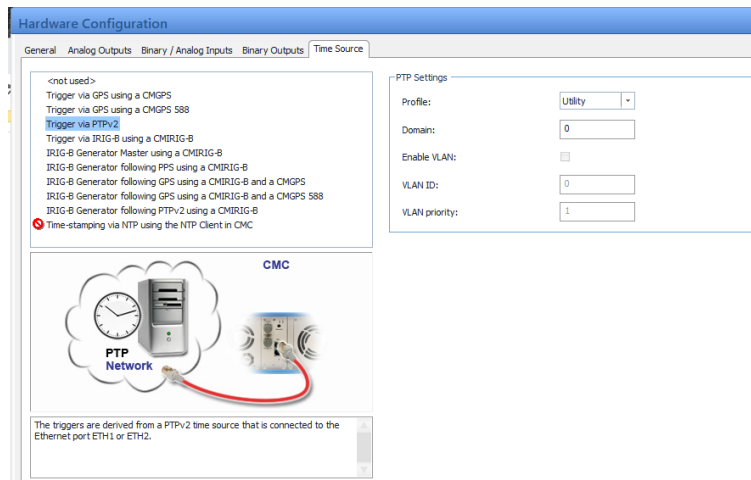 Hardware Configuration
General Analog Outputs Binary / Analog Inputs Binary Outputs Time Source
<not used>
Trigger via GPS using a CMGPS
Trigger via GPS using a CMGPS 588
Trigger via PTPv2
Trigger via IRIG-B using a CMIRIG-B
IRIG-B Generator Master using a CMIRIG-B
IRIG-B Generator following PPS using a CMIRIG-B
IRIG-B Generator following GPS using a CMIRIG-B and a CMGPS
IRIG-B Generator following GPS using a CMIRIG-B and a CMGPS 588
IRIG-B Generator following PTPv2 using a CMIRIG-B
Time-stamping via NTP using the NTP Client in CMC
PTP Settings
Profile: Utility
Domain: 0
Enable VLAN:
VLAN ID: 0
VLAN priority: 1
CMC
PTP
Network
The triggers are derived from a PTPv2 time source that is connected to the
Ethernet port ETH1 or ETH2.